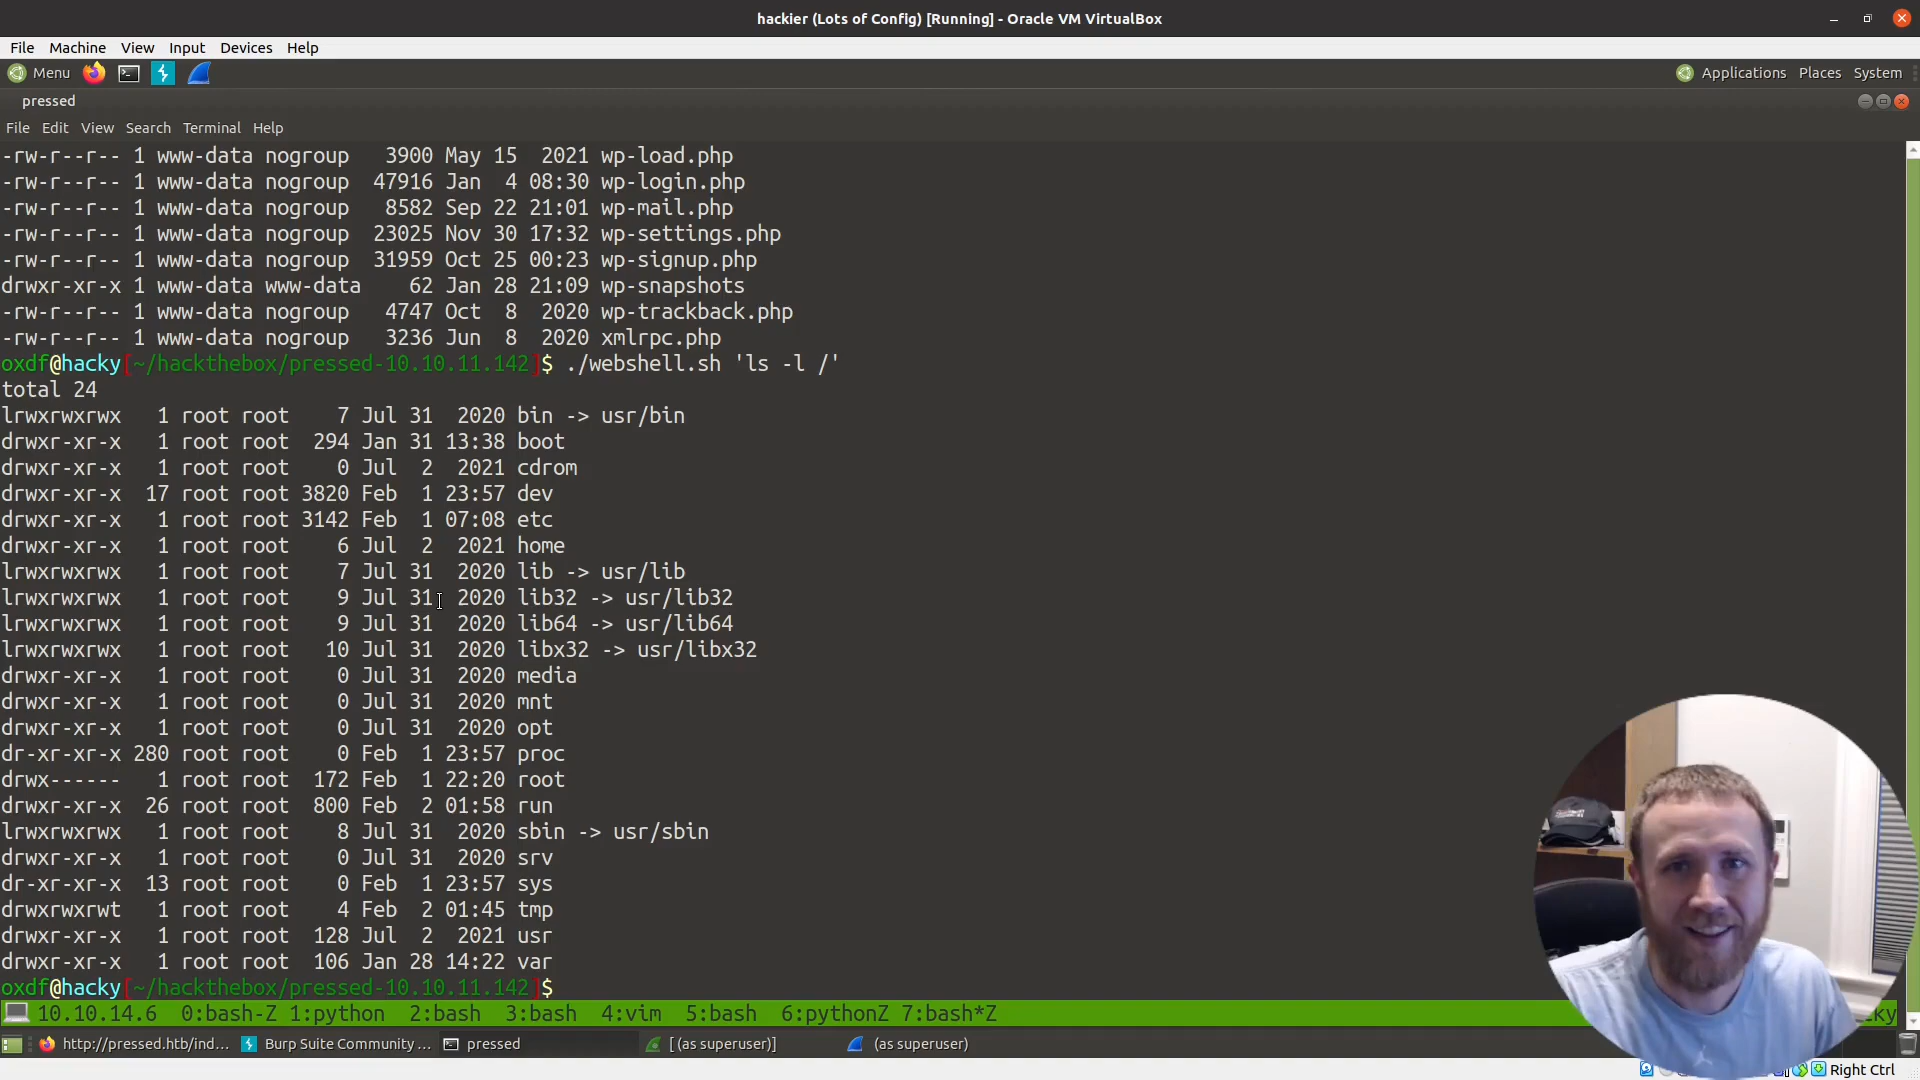 hackier (Lots of Config) [Running] - Oracle VM VirtualBox
File Machine View Input Devices Help
Menu Applications Places System
pressed
File Edit View Search Terminal Help
-rw-r--r-- 1 www-data nogroup   3900 May 15  2021 wp-load.php
-rw-r--r-- 1 www-data nogroup  47916 Jan  4 08:30 wp-login.php
-rw-r--r-- 1 www-data nogroup   8582 Sep 22 21:01 wp-mail.php
-rw-r--r-- 1 www-data nogroup  23025 Nov 30 17:32 wp-settings.php
-rw-r--r-- 1 www-data nogroup  31959 Oct 25 00:23 wp-signup.php
drwxr-xr-x 1 www-data www-data    62 Jan 28 21:09 wp-snapshots
-rw-r--r-- 1 www-data nogroup   4747 Oct  8  2020 wp-trackback.php
-rw-r--r-- 1 www-data nogroup   3236 Jun  8  2020 xmlrpc.php
oxdf@hacky[~/hackthebox/pressed-10.10.11.142]$ ./webshell.sh 'ls -l /'
total 24
lrwxrwxrwx   1 root root    7 Jul 31  2020 bin -> usr/bin
drwxr-xr-x   1 root root  294 Jan 31 13:38 boot
drwxr-xr-x   1 root root    0 Jul  2  2021 cdrom
drwxr-xr-x  17 root root 3820 Feb  1 23:57 dev
drwxr-xr-x   1 root root 3142 Feb  1 07:08 etc
drwxr-xr-x   1 root root    6 Jul  2  2021 home
lrwxrwxrwx   1 root root    7 Jul 31  2020 lib -> usr/lib
lrwxrwxrwx   1 root root    9 Jul 31  2020 lib32 -> usr/lib32
lrwxrwxrwx   1 root root    9 Jul 31  2020 lib64 -> usr/lib64
lrwxrwxrwx   1 root root   10 Jul 31  2020 libx32 -> usr/libx32
drwxr-xr-x   1 root root    0 Jul 31  2020 media
drwxr-xr-x   1 root root    0 Jul 31  2020 mnt
drwxr-xr-x   1 root root    0 Jul 31  2020 opt
dr-xr-xr-x 280 root root    0 Feb  1 23:57 proc
drwx------   1 root root  172 Feb  1 22:20 root
drwxr-xr-x  26 root root  800 Feb  2 01:58 run
lrwxrwxrwx   1 root root    8 Jul 31  2020 sbin -> usr/sbin
drwxr-xr-x   1 root root    0 Jul 31  2020 srv
dr-xr-xr-x  13 root root    0 Feb  1 23:57 sys
drwxrwxrwt   1 root root    4 Feb  2 01:45 tmp
drwxr-xr-x   1 root root  128 Jul  2  2021 usr
drwxr-xr-x   1 root root  106 Jan 28 14:22 var
oxdf@hacky[~/hackthebox/pressed-10.10.11.142]$
10.10.14.6  0:bash-Z 1:python  2:bash  3:bash  4:vim  5:bash  6:pythonZ 7:bash*Z
http://pressed.htb/ind... Burp Suite Community ... pressed [ (as superuser)] (as superuser)
Right Ctrl